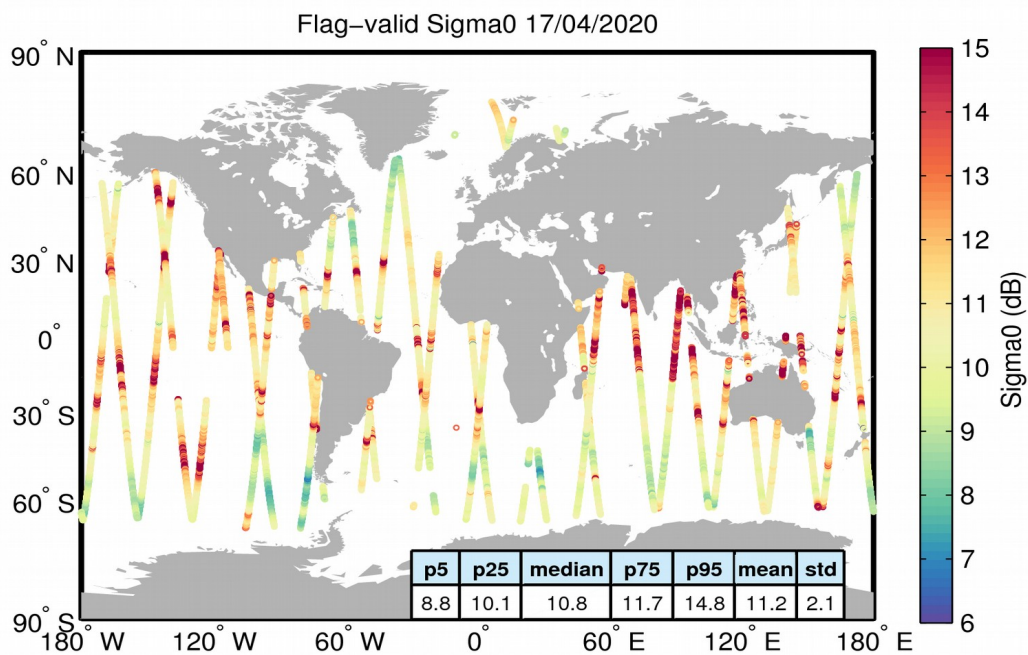 Flag−valid Sigma0 17/04/2020
90° N
60° N
30° N
0°
30° S
60° S
90° S
180° W
120° W
60° W
0°
60° E
120° E
180° E
15
14
13
12
11
10
9
8
7
6
Sigma0 (dB)
p5 p25 median p75 p95 mean std
8.8 10.1 10.8 11.7 14.8 11.2 2.1